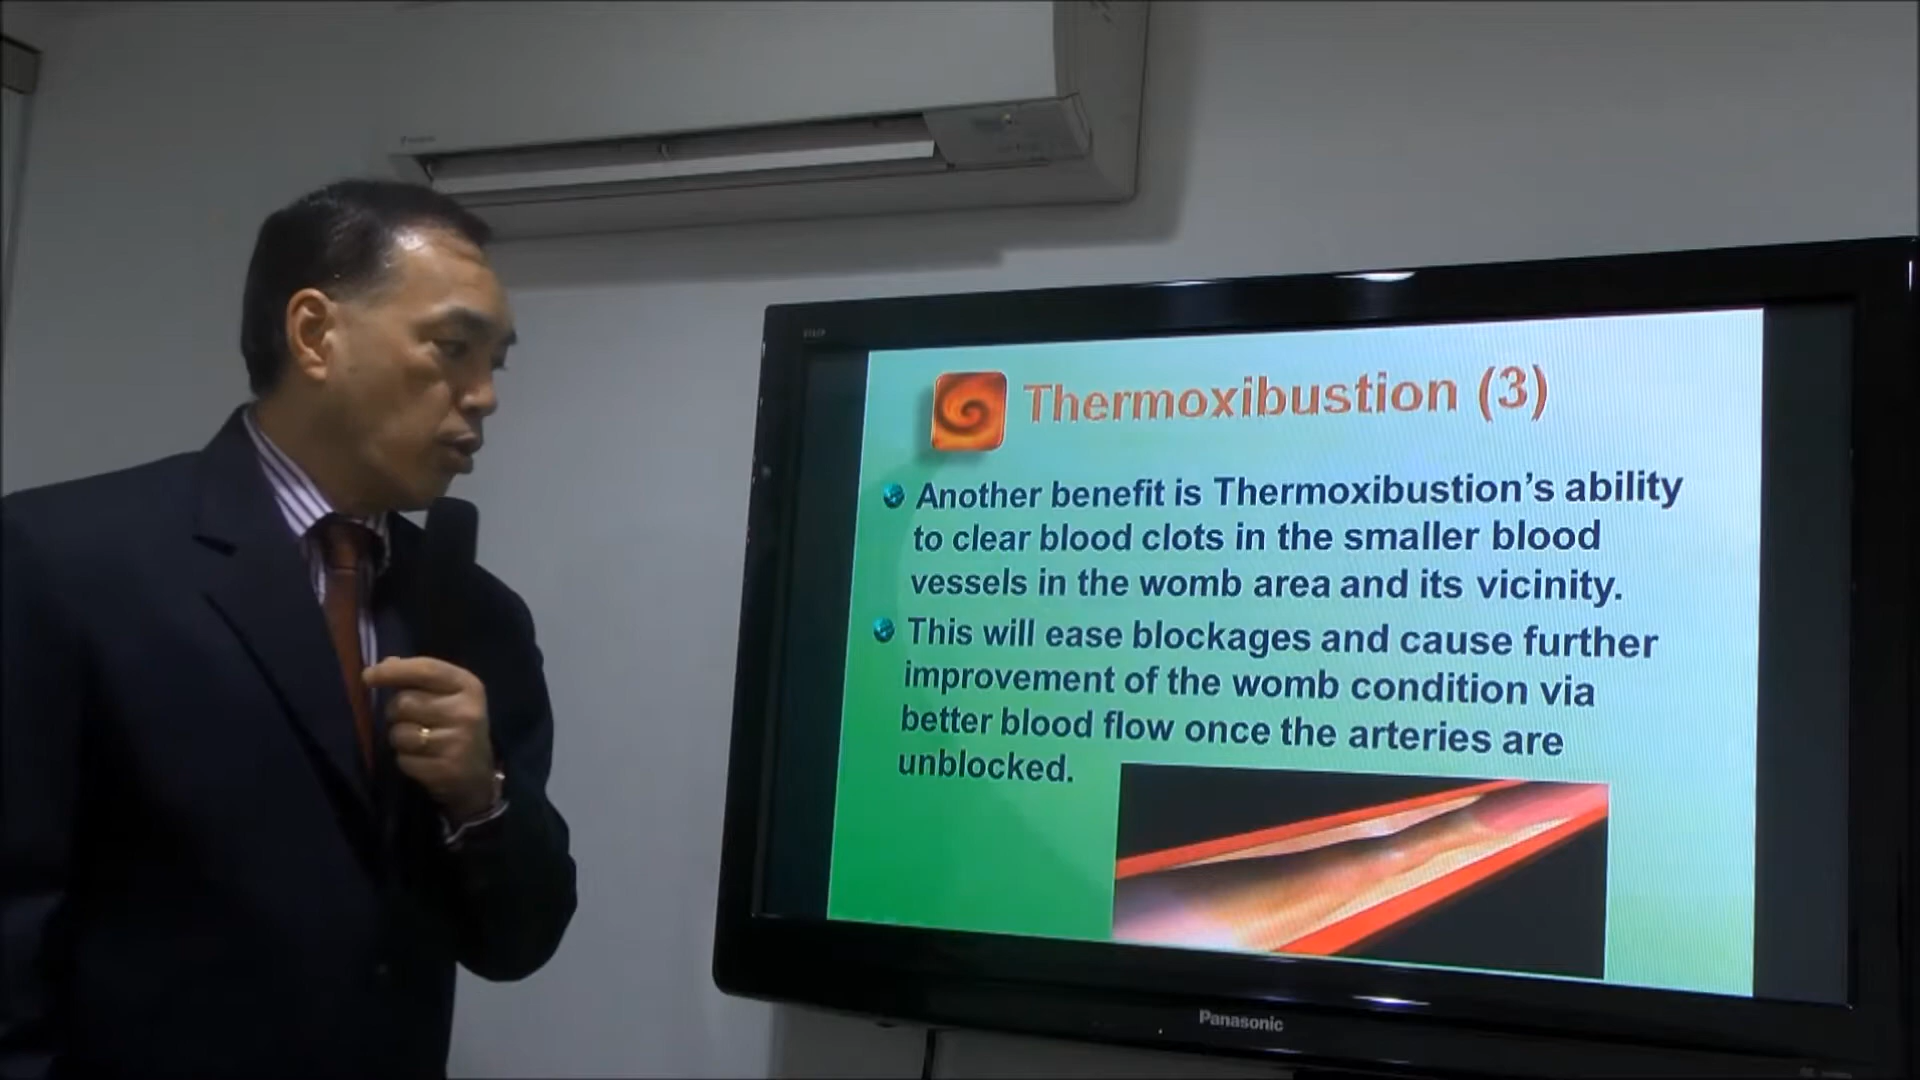 Thermoxibustion (3)
Another benefit is Thermoxibustion's ability
to clear blood clots in the smaller blood
vessels in the womb area and its vicinity.
This will ease blockages and cause further
improvement of the womb condition via
better blood flow once the arteries are
unblocked.
Panasonic